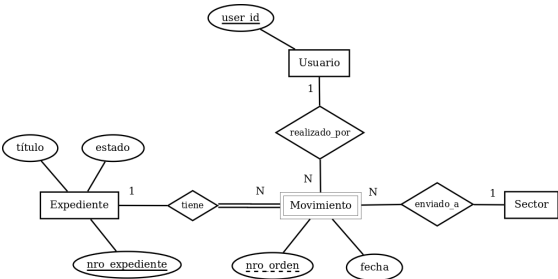 user_id
Usuario
1
realizado_por
título
estado
N
Expediente
1
tiene
N
Movimiento
N
enviado_a
1
Sector
nro_expediente
nro_orden
fecha